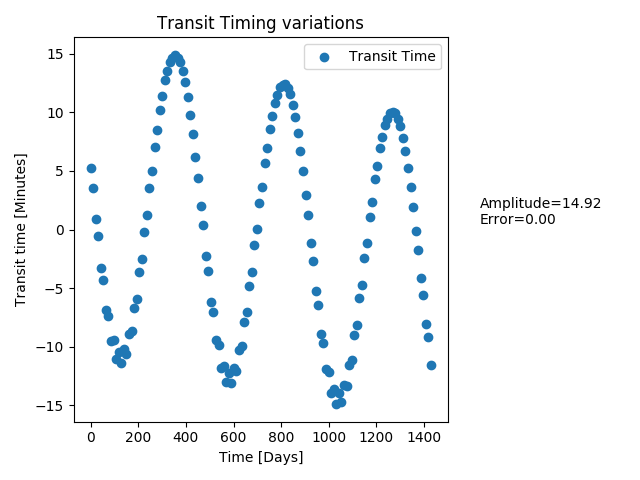 Transit Timing variations
Transit Time
15
10
5
0
−5
−10
−15
Transit time [Minutes]
0 200 400 600 800 1000 1200 1400
Time [Days]
Amplitude=14.92
Error=0.00